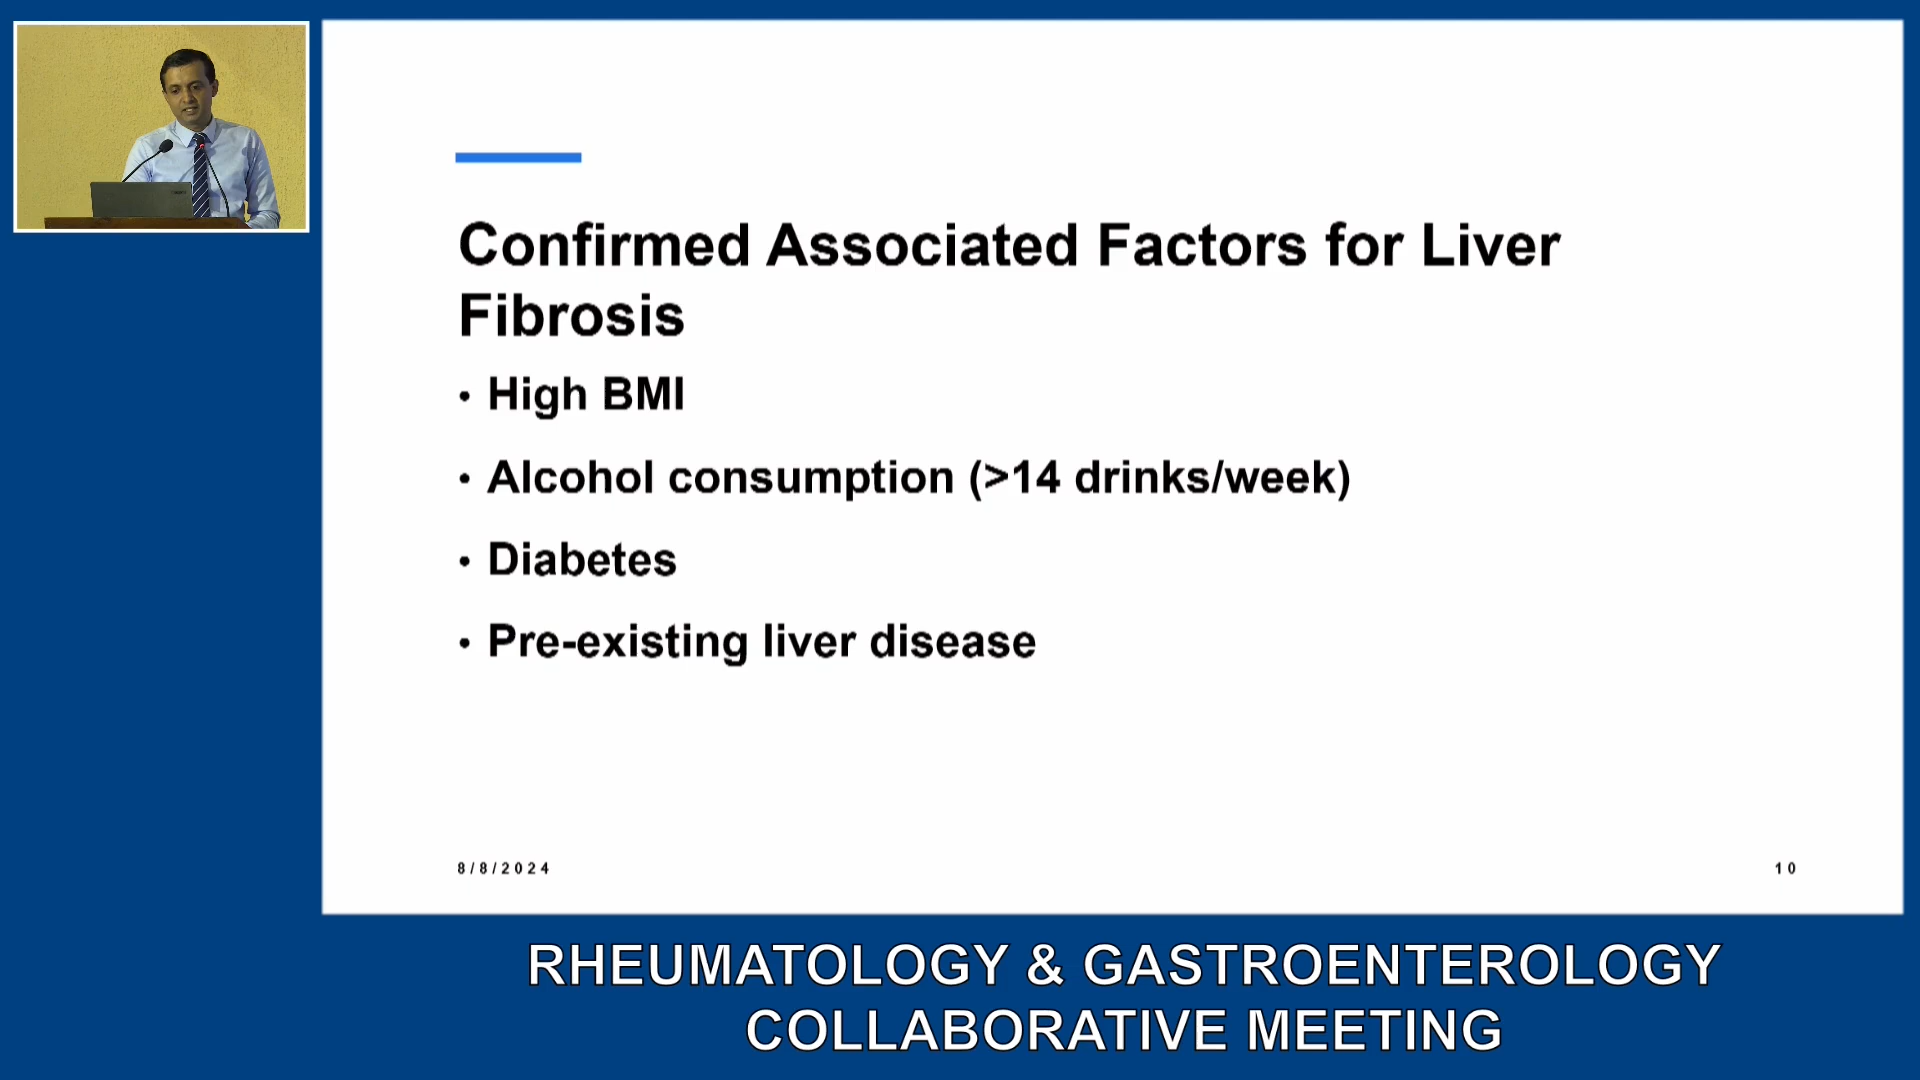 Confirmed Associated Factors for Liver
Fibrosis
• High BMI
• Alcohol consumption (>14 drinks/week)
• Diabetes
• Pre-existing liver disease
8/8/2024
10
RHEUMATOLOGY & GASTROENTEROLOGY
COLLABORATIVE MEETING